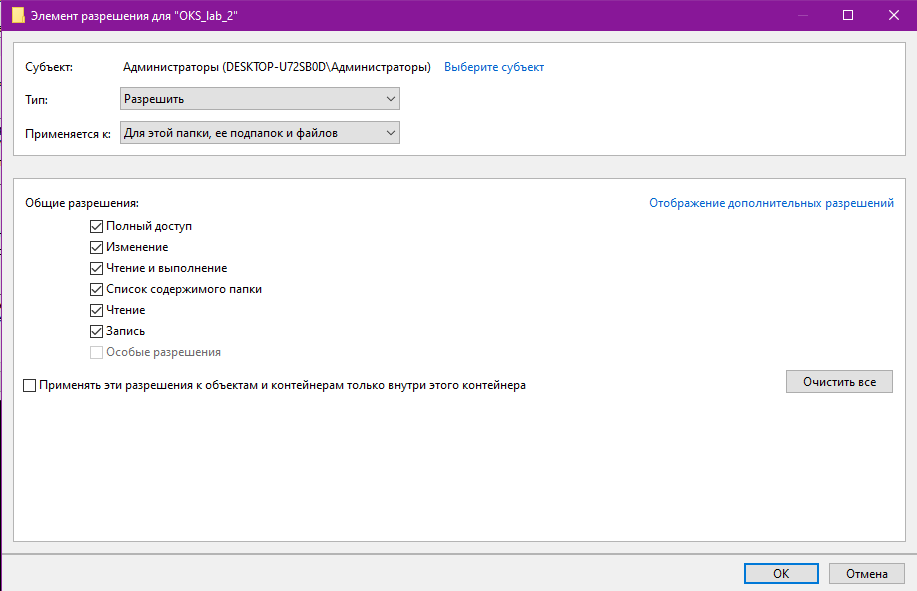 Элемент разрешения для "OKS_lab_2"
Субъект: Администраторы (DESKTOP-U72SB0D\Администраторы) Выберите субъект
Тип: Разрешить
Применяется к: Для этой папки, ее подпапок и файлов
Общие разрешения: Отображение дополнительных разрешений
Полный доступ
Изменение
Чтение и выполнение
Список содержимого папки
Чтение
Запись
Особые разрешения
Применять эти разрешения к объектам и контейнерам только внутри этого контейнера Очистить все
ОК Отмена